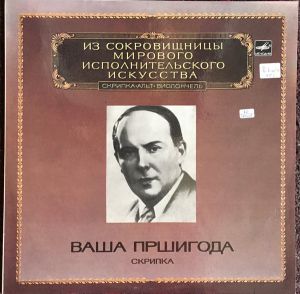 ИЗ СОКРОВИЩНИЦЫ
МИРОВОГО
ИСПОЛНИТЕЛЬСКОГО
ИСКУССТВА
СКРИПКА·АЛЬТ·ВИОЛОНЧЕЛЬ
ВАША ПРШИГОДА
СКРИПКА